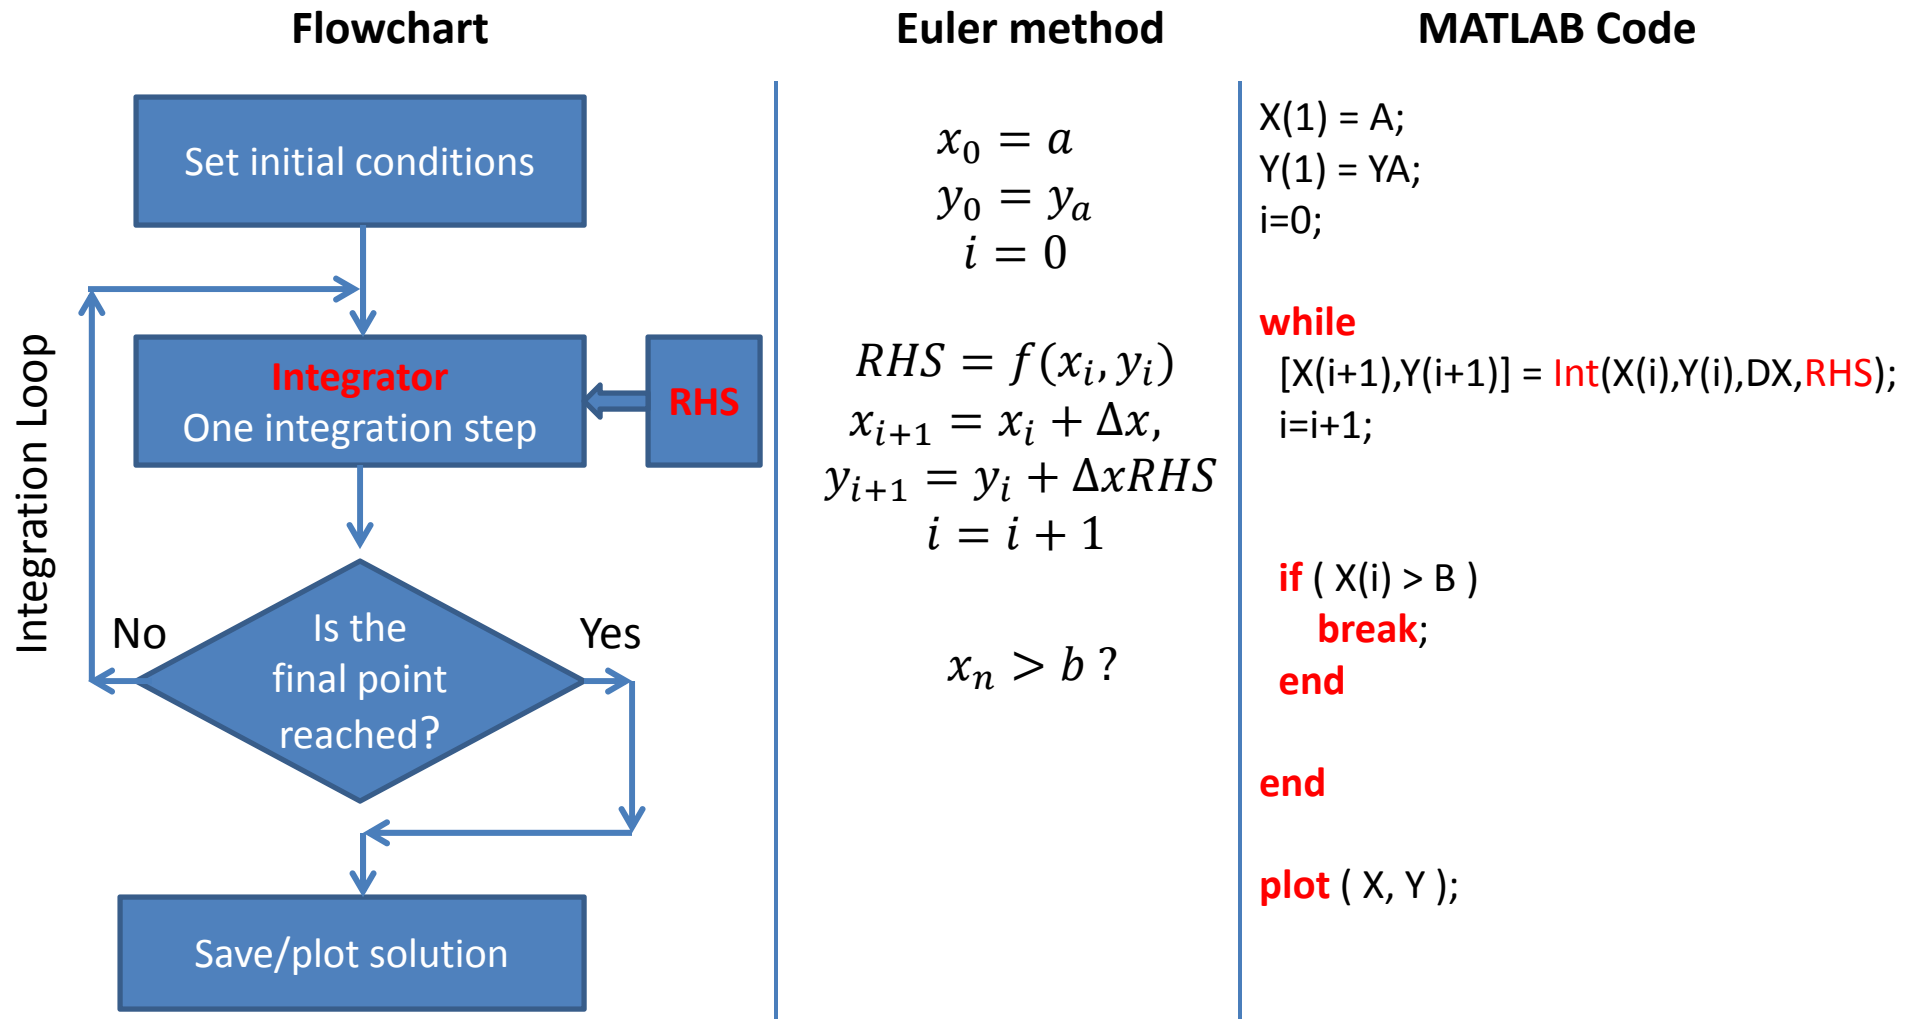 Flowchart
Set initial conditions
Integration Loop
Integrator
One integration step
RHS
Is the
final point
reached?
No
Yes
Save/plot solution
Euler method
x₀ = a
y₀ = yₐ
i = 0
RHS = f(xᵢ, yᵢ)
xᵢ₊₁ = xᵢ + Δx,
yᵢ₊₁ = yᵢ + ΔxRHS
i = i + 1
xₙ > b ?
MATLAB Code
X(1) = A;
Y(1) = YA;
i=0;
while
[X(i+1),Y(i+1)] = Int(X(i),Y(i),DX,RHS);
i=i+1;
if ( X(i) > B )
break;
end
end
plot ( X, Y );